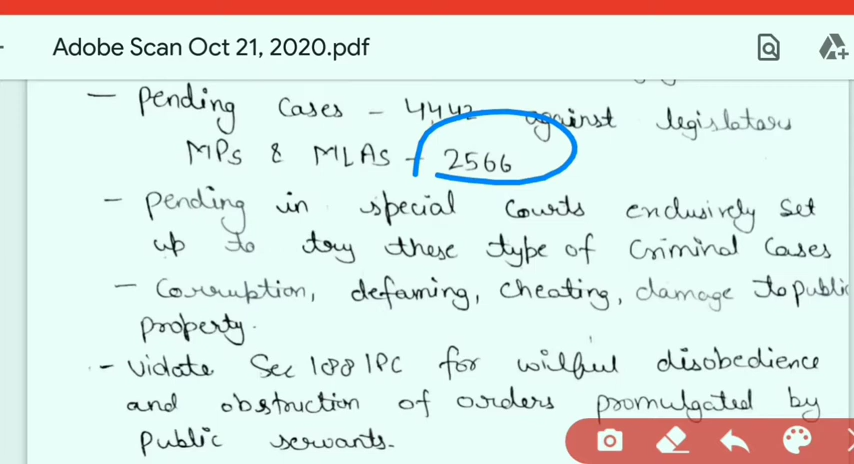 Adobe Scan Oct 21, 2020.pdf
- Pending Cases - 4,442 against legislators
MPs & MLAs - 2566
- Pending in special Courts exclusively set
up to try these type of Criminal Cases
- Corruption, defaming, Cheating, damage to public
property.
- Violate Sec 188 IPC for wilful disobedience
and obstruction of orders promulgated by
Public servants.